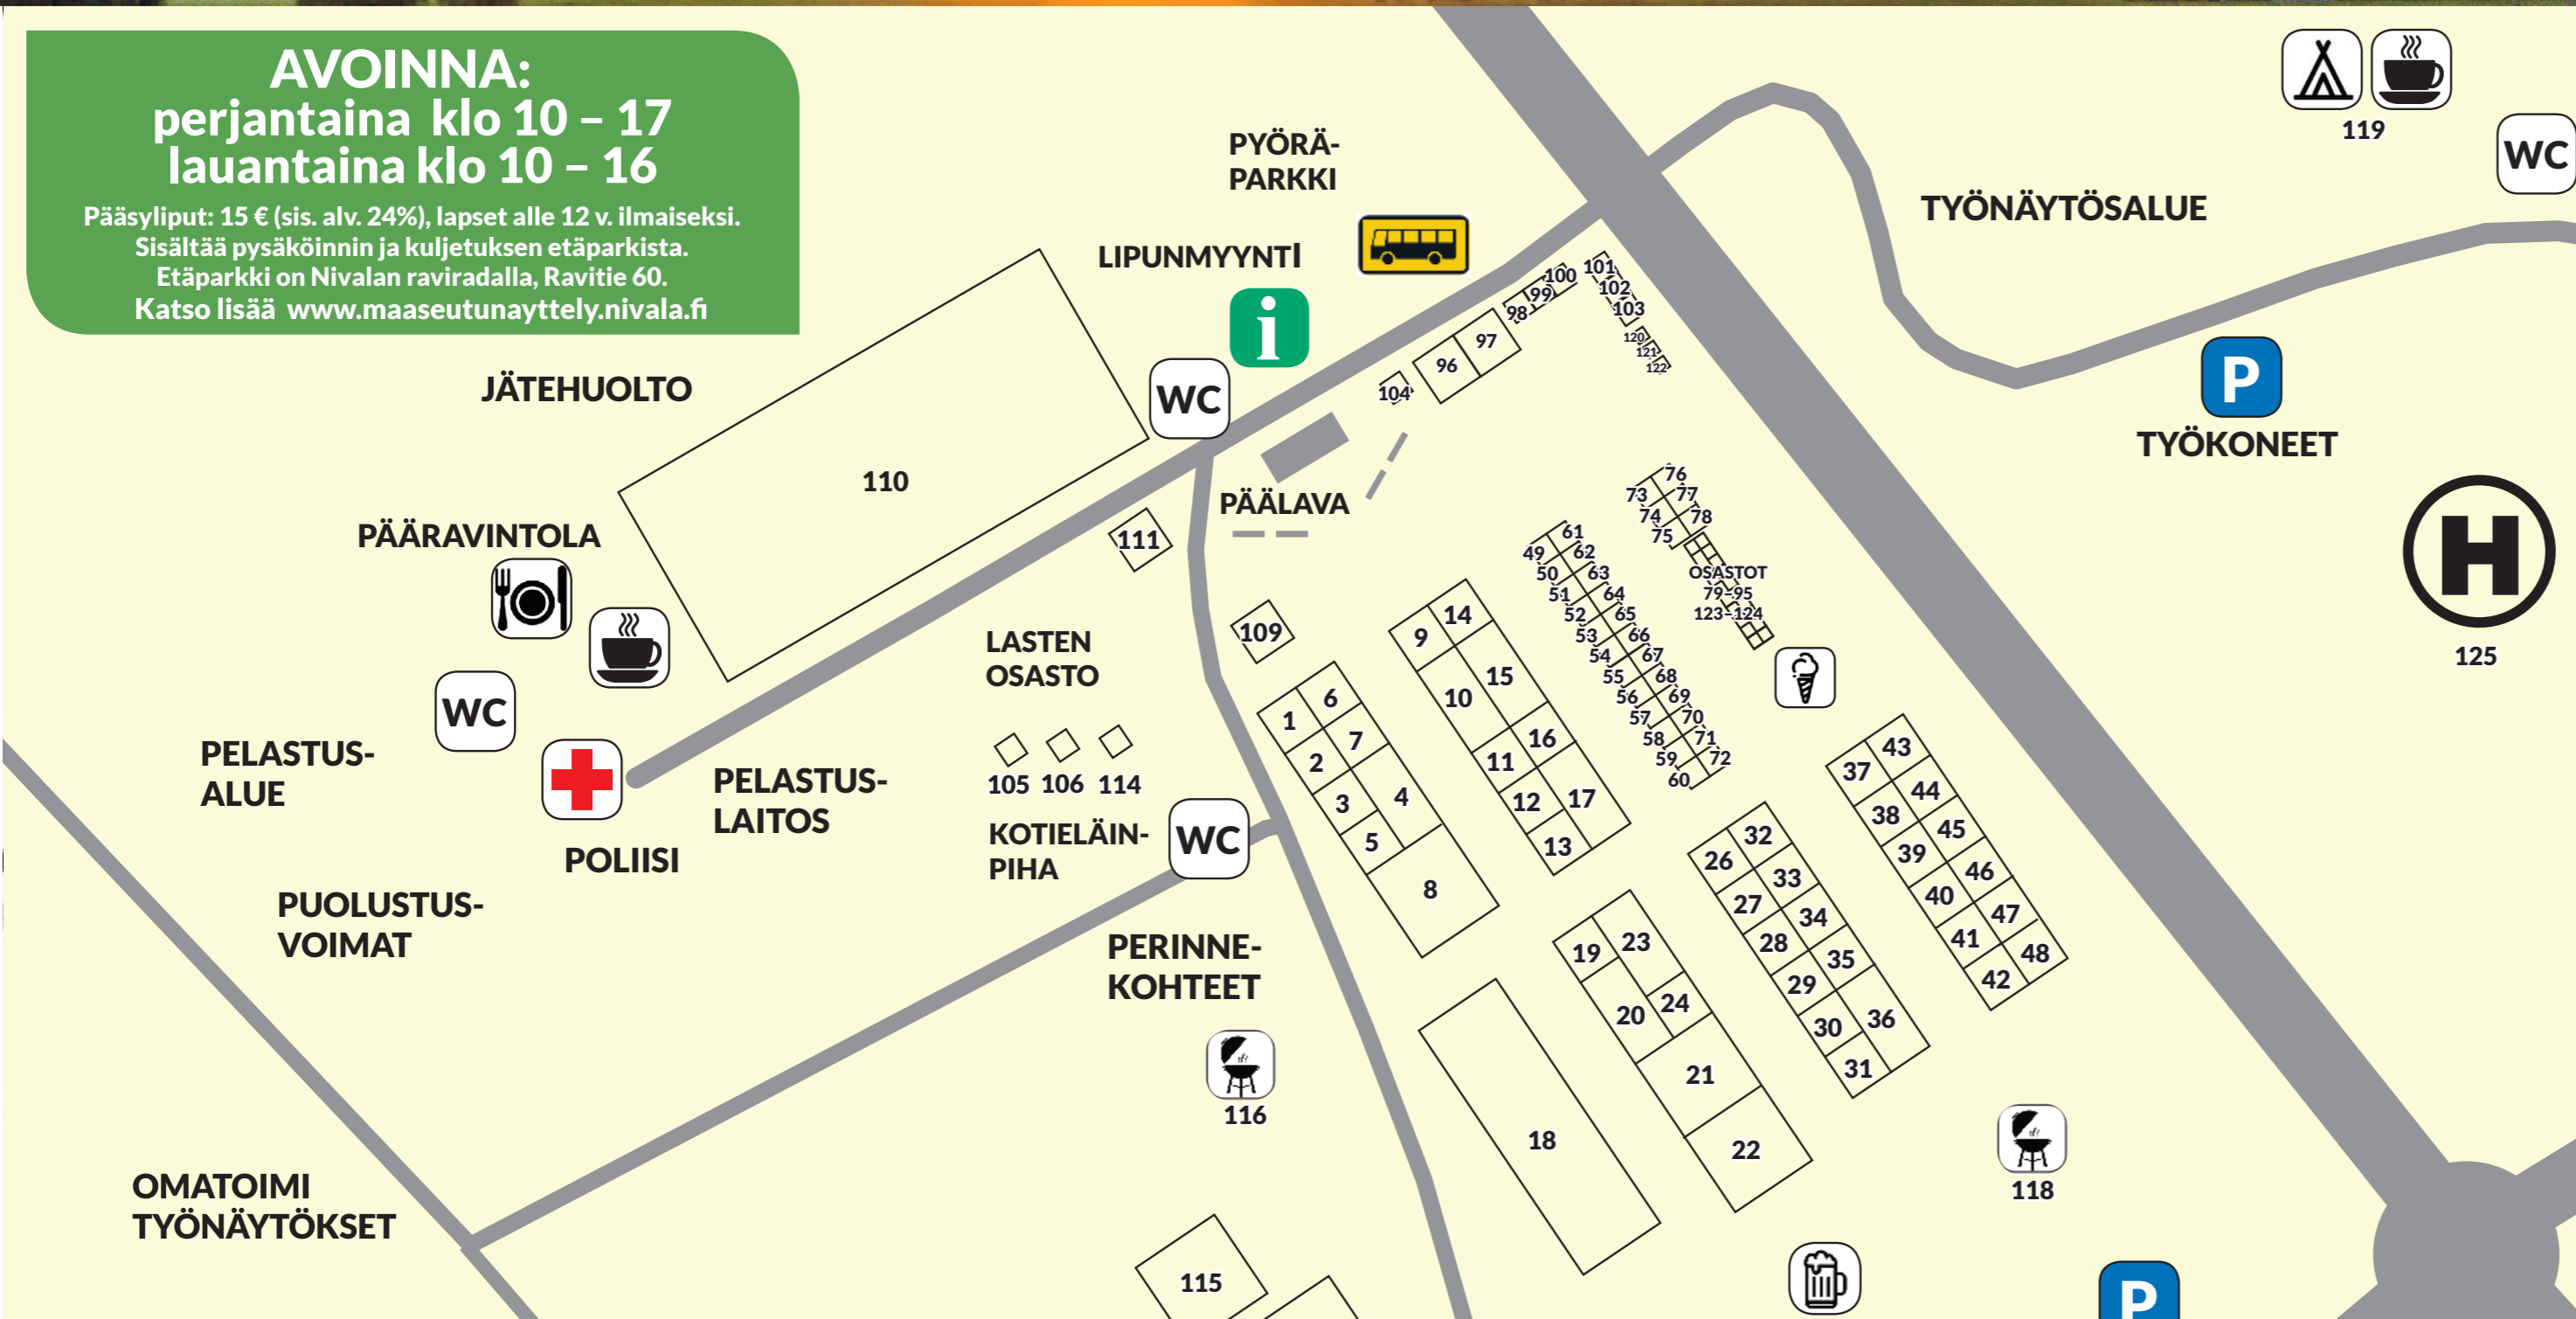 AVOINNA:
perjantaina klo 10 – 17
lauantaina klo 10 – 16
Pääsyliput: 15 € (sis. alv. 24%), lapset alle 12 v. ilmaiseksi.
Sisältää pysäköinnin ja kuljetuksen etäparkista.
Etäparkki on Nivalan raviradalla, Ravitie 60.
Katso lisää www.maaseutunayttely.nivala.fi
PYÖRÄ-
PARKKI
LIPUNMYYNTI
i
WC
119
WC
TYÖNÄYTÖSALUE
P
TYÖKONEET
H
125
JÄTEHUOLTO
110
PÄÄRAVINTOLA
WC
PELASTUS-
ALUE
POLIISI
PELASTUS-
LAITOS
PUOLUSTUS-
VOIMAT
OMATOIMI
TYÖNÄYTÖKSET
PÄÄLAVA
111
109
LASTEN
OSASTO
105
106
114
KOTIELÄIN-
PIHA
WC
PERINNE-
KOHTEET
116
115
104
96
97
98
99
100
101
102
103
120
121
122
76
73
77
74
78
75
OSASTOT
79-95
123-124
61
49
62
50
63
51
64
52
65
53
66
54
67
55
68
56
69
57
70
58
71
59
72
60
14
9
15
10
16
11
12
17
13
6
1
7
2
3
4
5
8
43
37
44
38
45
39
46
40
47
41
48
42
32
26
33
27
34
28
35
29
36
30
31
23
19
24
20
21
22
18
118
P